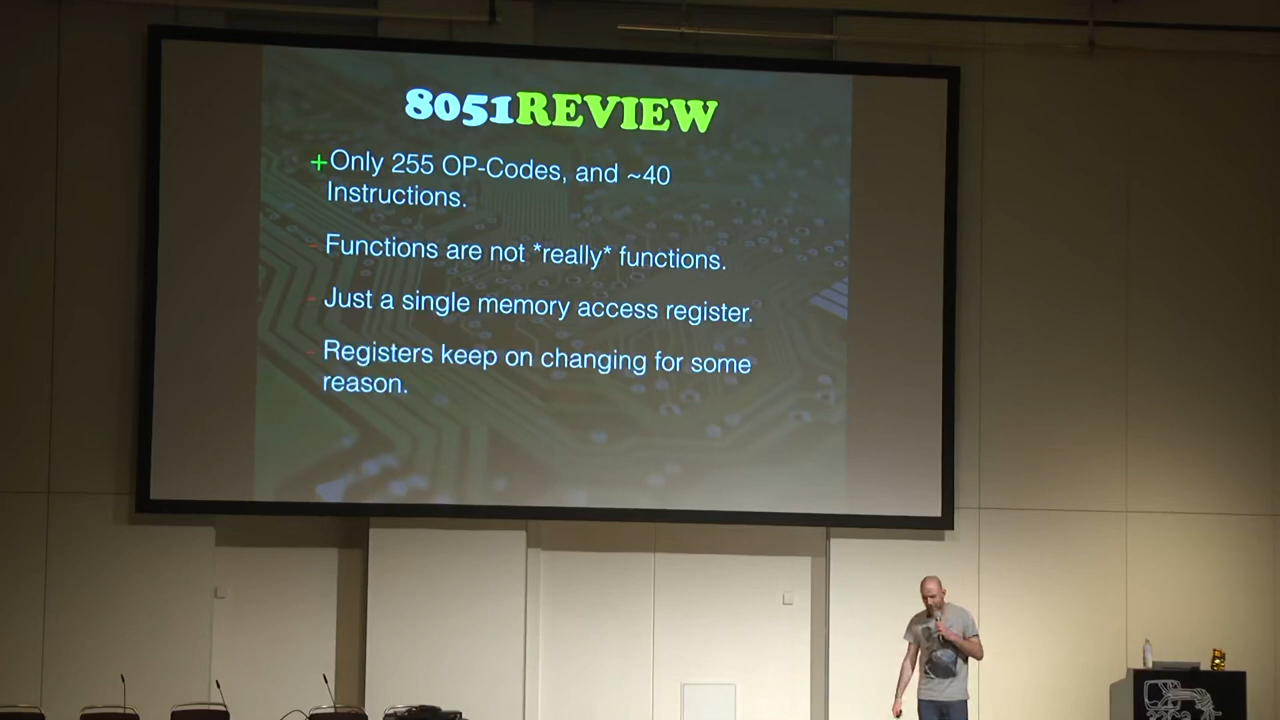 8051REVIEW
+Only 255 OP-Codes, and ~40
Instructions.
- Functions are not *really* functions.
- Just a single memory access register.
- Registers keep on changing for some
reason.